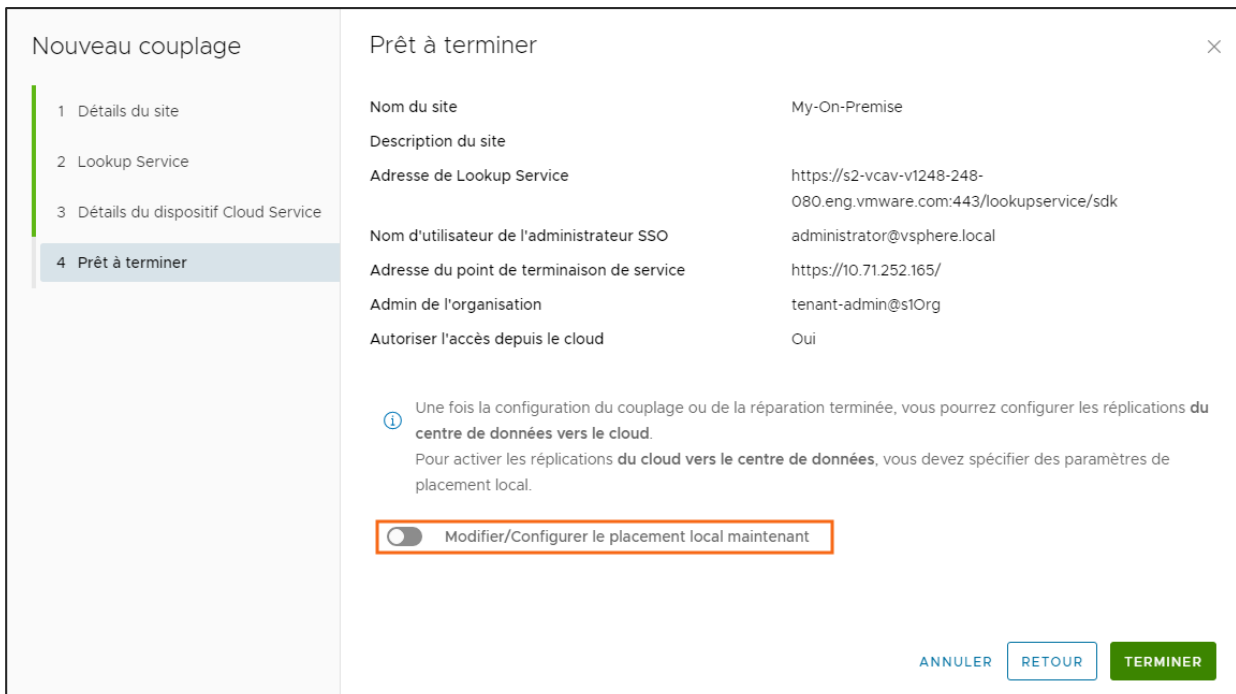 Nouveau couplage
1 Détails du site
2 Lookup Service
3 Détails du dispositif Cloud Service
4 Prêt à terminer
Prêt à terminer
Nom du site My-On-Premise
Description du site
Adresse de Lookup Service https://s2-vcav-v1248-248-
080.eng.vmware.com:443/lookupservice/sdk
Nom d'utilisateur de l'administrateur SSO administrator@vsphere.local
Adresse du point de terminaison de service https://10.71.252.165/
Admin de l'organisation tenant-admin@s1Org
Autoriser l'accès depuis le cloud Oui
Une fois la configuration du couplage ou de la réparation terminée, vous pourrez configurer les réplications du
centre de données vers le cloud.
Pour activer les réplications du cloud vers le centre de données, vous devez spécifier des paramètres de
placement local.
Modifier/Configurer le placement local maintenant
ANNULER RETOUR TERMINER